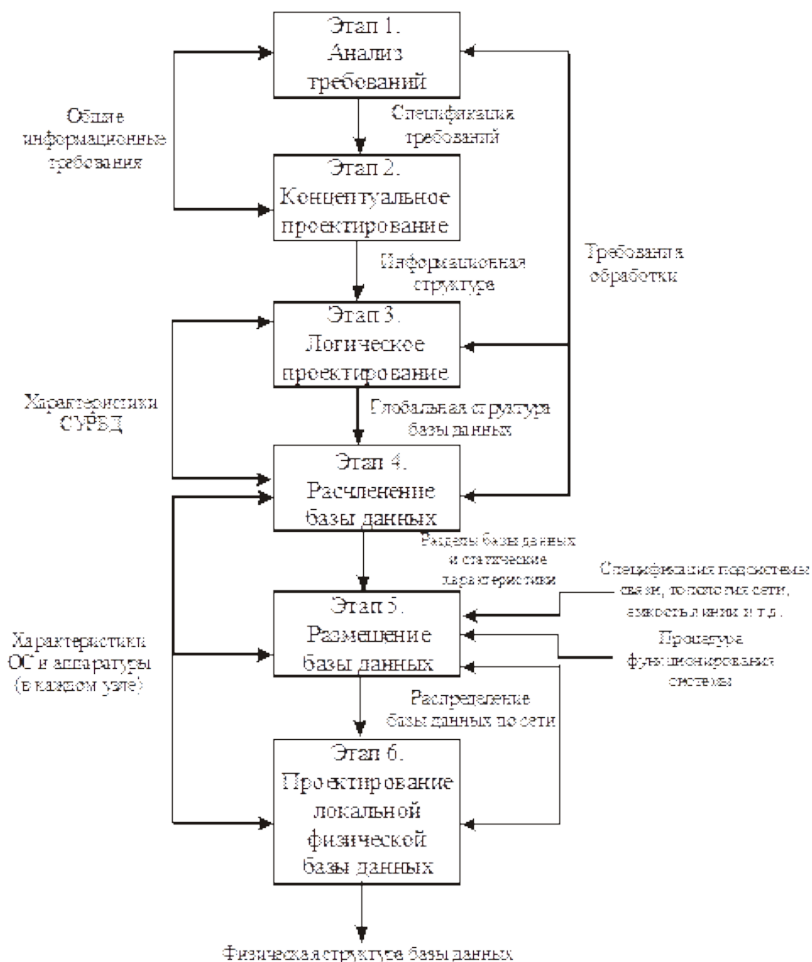 Этап 1.
Анализ
требований
Общие
информационные
требования
Спецификация
требований
Этап 2.
Концептуальное
проектирование
Информационная
структура
Требования
обработки
Этап 3.
Логическое
проектирование
Характеристики
СУРБД
Глобальная структура
базы данных
Этап 4.
Расчленение
базы данных
Разделы базы данных
и статические
характеристики
Спецификация подсистемы
связи, топология сети,
емкость линии и т.д.
Этап 5.
Размещение
базы данных
Характеристики
ОС и аппаратуры
(в каждом узле)
Процедура
функционирования
системы
Распределение
базы данных по сети
Этап 6.
Проектирование
локальной
физической
базы данных
Физическая структура базы данных